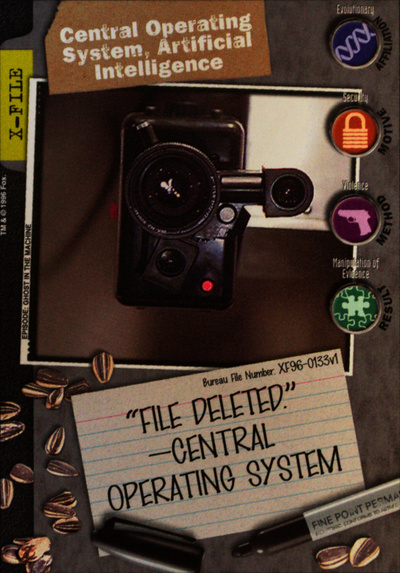 Central Operating
System, Artificial
Intelligence
X-FILE
TM & © 1996 Fox.
EPISODE: GHOST IN THE MACHINE
Evolutionary
AFFILIATION
Security
MOTIVE
Violence
METHOD
Manipulation of
Evidence
RESULT
Bureau File Number: XF96-0133v1
"FILE DELETED."
—CENTRAL
OPERATING SYSTEM
FINE POINT PERMA